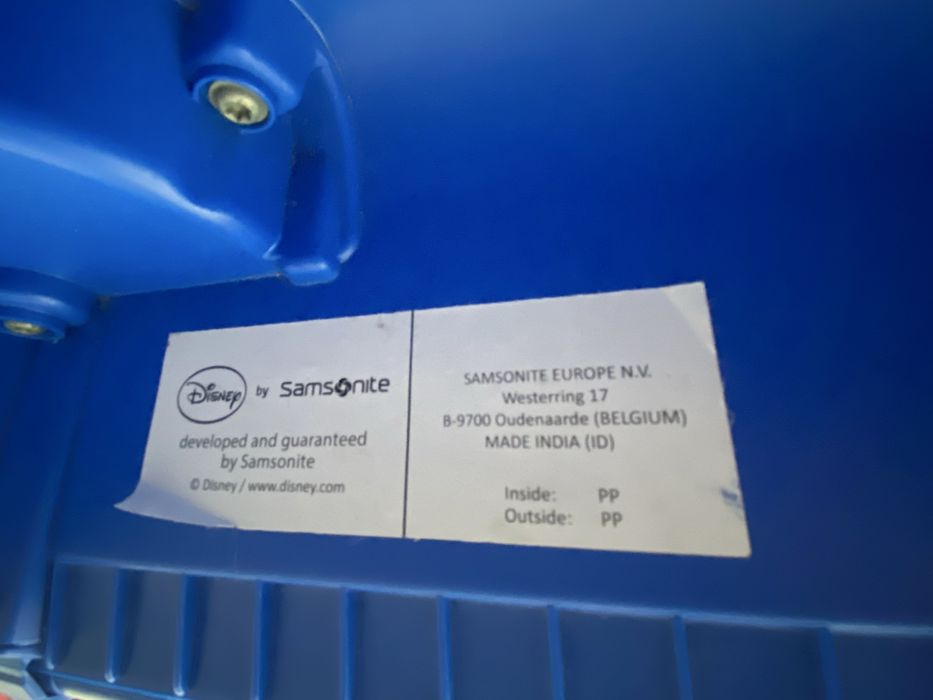 Disney by Samsonite
developed and guaranteed
by Samsonite
© Disney / www.disney.com
SAMSONITE EUROPE N.V.
Westerring 17
B-9700 Oudenaarde (BELGIUM)
MADE INDIA (ID)
Inside: PP
Outside: PP